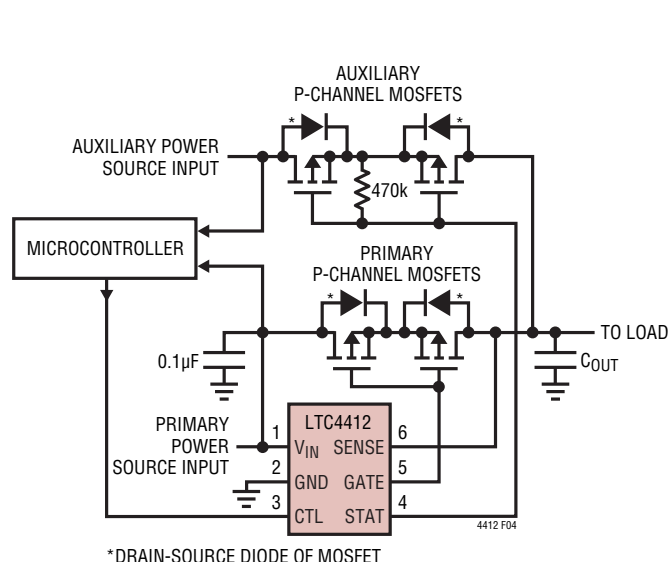 AUXILIARY
P-CHANNEL MOSFETS
*
*
AUXILIARY POWER
SOURCE INPUT
470k
MICROCONTROLLER
PRIMARY
P-CHANNEL MOSFETS
*
*
TO LOAD
0.1µF
COUT
PRIMARY
POWER
SOURCE INPUT
LTC4412
1
VIN
SENSE
6
2
GND
GATE
5
3
CTL
STAT
4
4412 F04
*DRAIN-SOURCE DIODE OF MOSFET